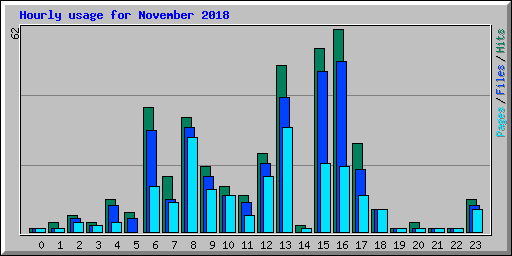 Hourly usage for November 2018
62
Pages / Files / Hits
0 1 2 3 4 5 6 7 8 9 10 11 12 13 14 15 16 17 18 19 20 21 22 23